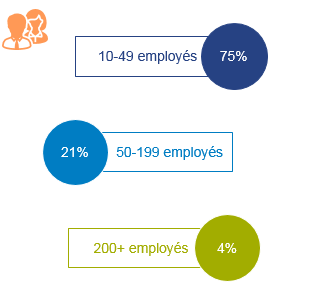 10-49 employés 75%
21% 50-199 employés
200+ employés 4%